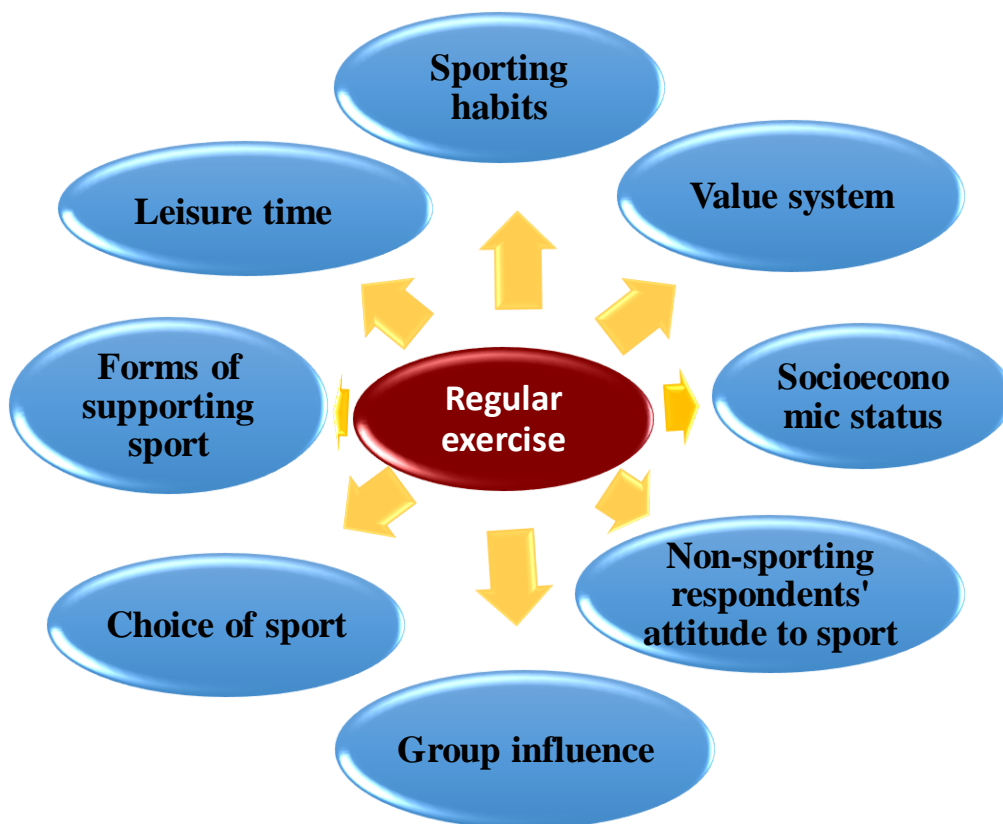 Sporting
habits
Leisure time
Value system
Forms of
supporting
sport
Regular
exercise
Socioecono
mic status
Choice of sport
Non-sporting
respondents'
attitude to sport
Group influence